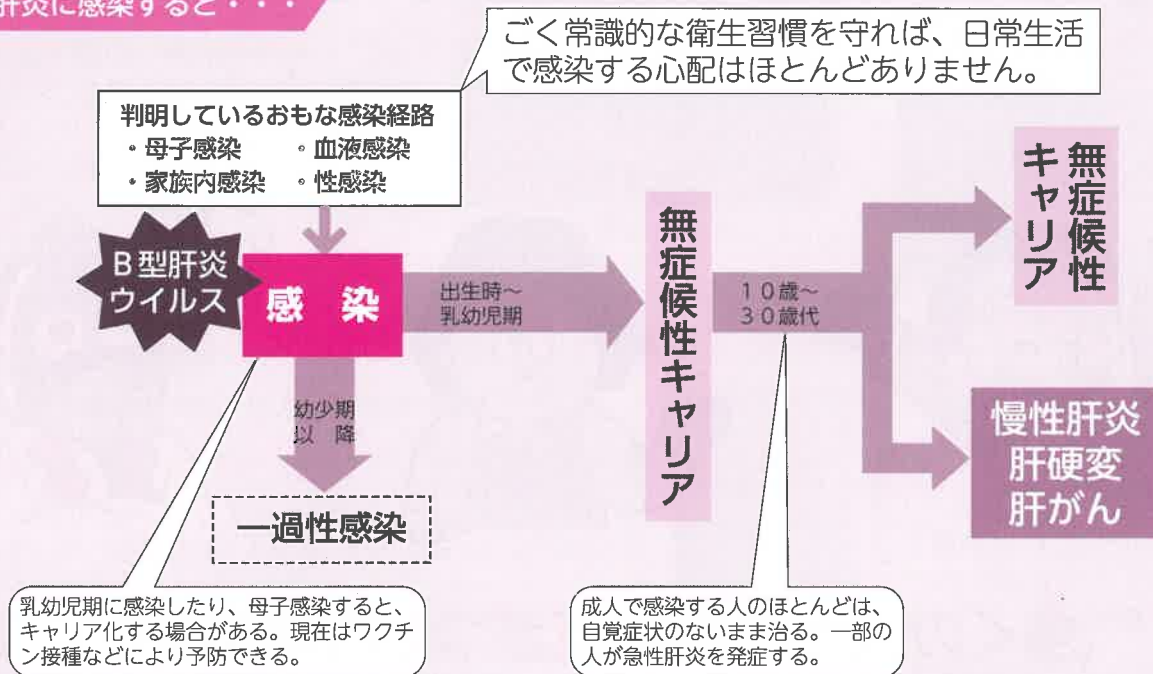 肝炎に感染すると・・・
ごく常識的な衛生習慣を守れば、日常生活
で感染する心配はほとんどありません。
判明しているおもな感染経路
・母子感染 ・血液感染
・家族内感染 ・性感染
B型肝炎
ウイルス
感 染
出生時~
乳幼児期
無症候性キャリア
10歳~
30歳代
無症候性
キャリア
慢性肝炎
肝硬変
肝がん
幼少期
以 降
一過性感染
乳幼児期に感染したり、母子感染すると、
キャリア化する場合がある。現在はワクチ
ン接種などにより予防できる。
成人で感染する人のほとんどは、
自覚症状のないまま治る。一部の
人が急性肝炎を発症する。